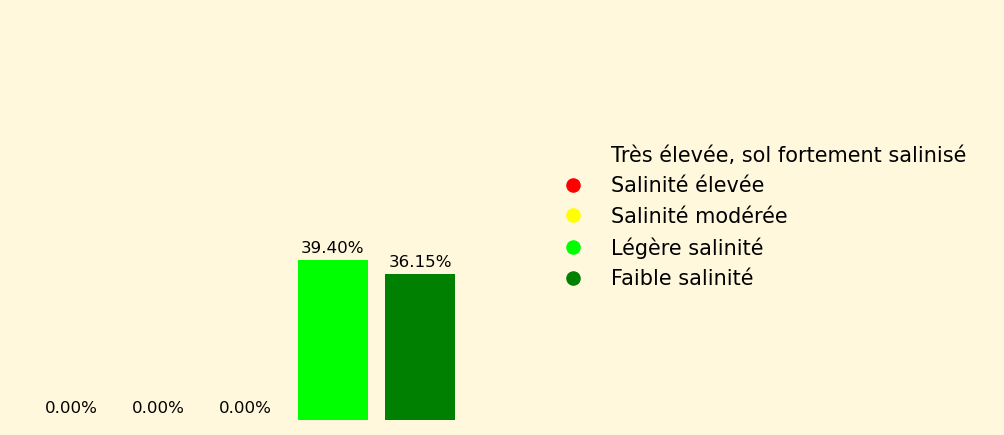 Très élevée, sol fortement salinisé
Salinité élevée
Salinité modérée
Légère salinité
Faible salinité
39.40%
36.15%
0.00% 0.00% 0.00%